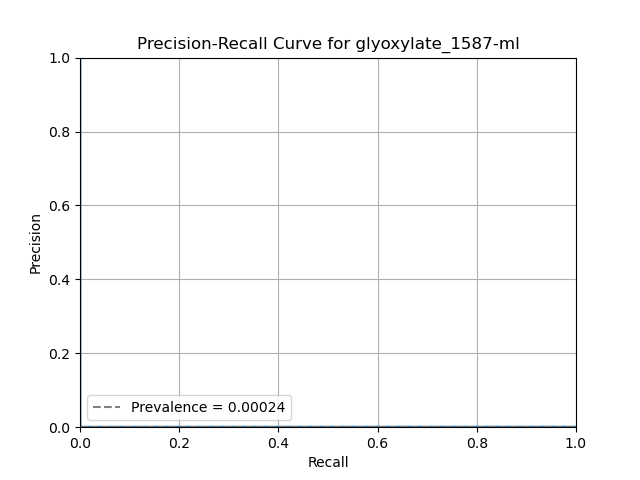 Precision-Recall Curve for glyoxylate_1587-ml
1.0
0.8
0.6
0.4
0.2
0.0
Precision
Prevalence = 0.00024
0.0 0.2 0.4 0.6 0.8 1.0
Recall